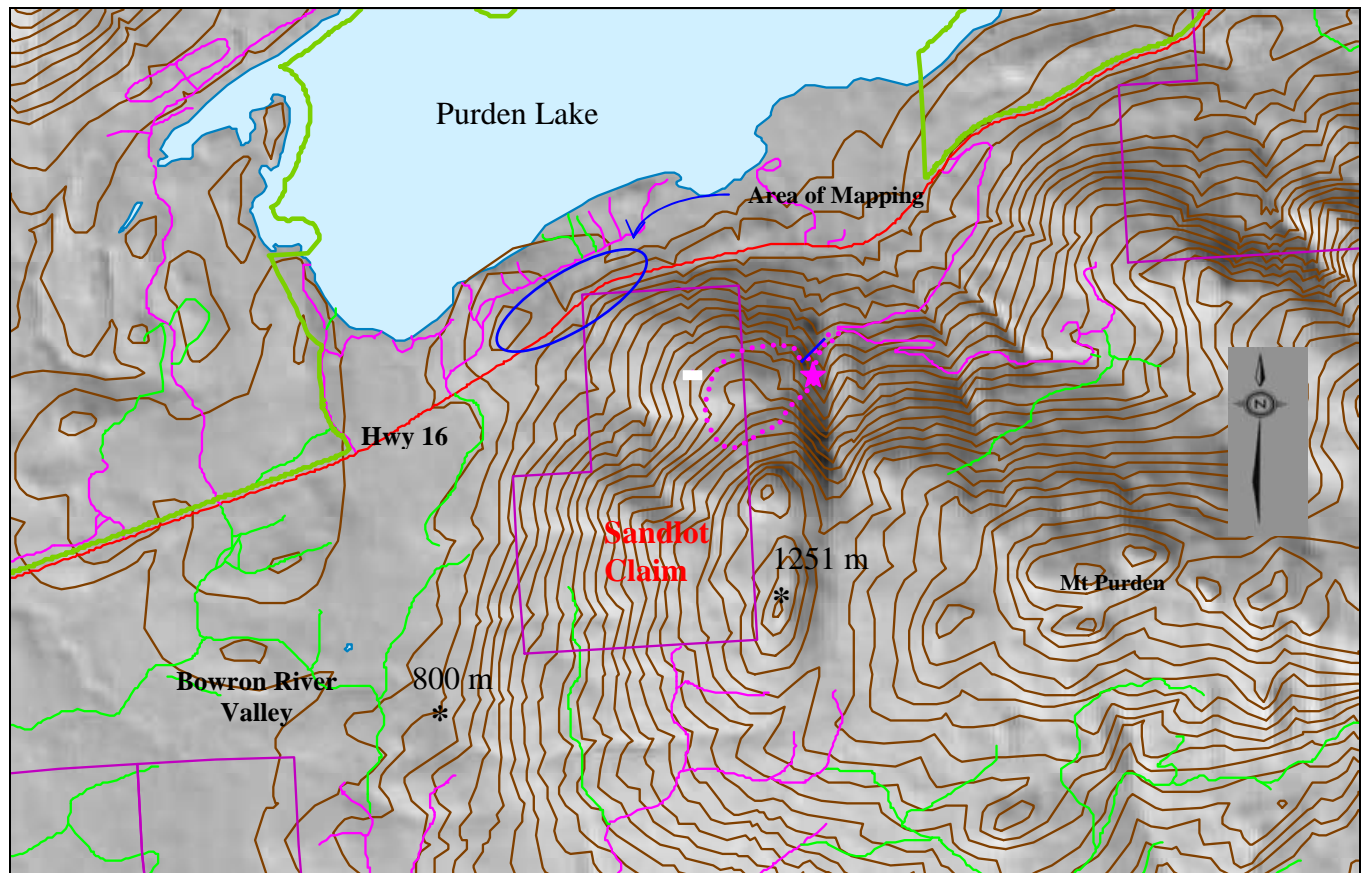 Purden Lake
Area of Mapping
Hwy 16
N
Sandlot
Claim
1251 m
*
Mt Purden
Bowron River
Valley
800 m
*